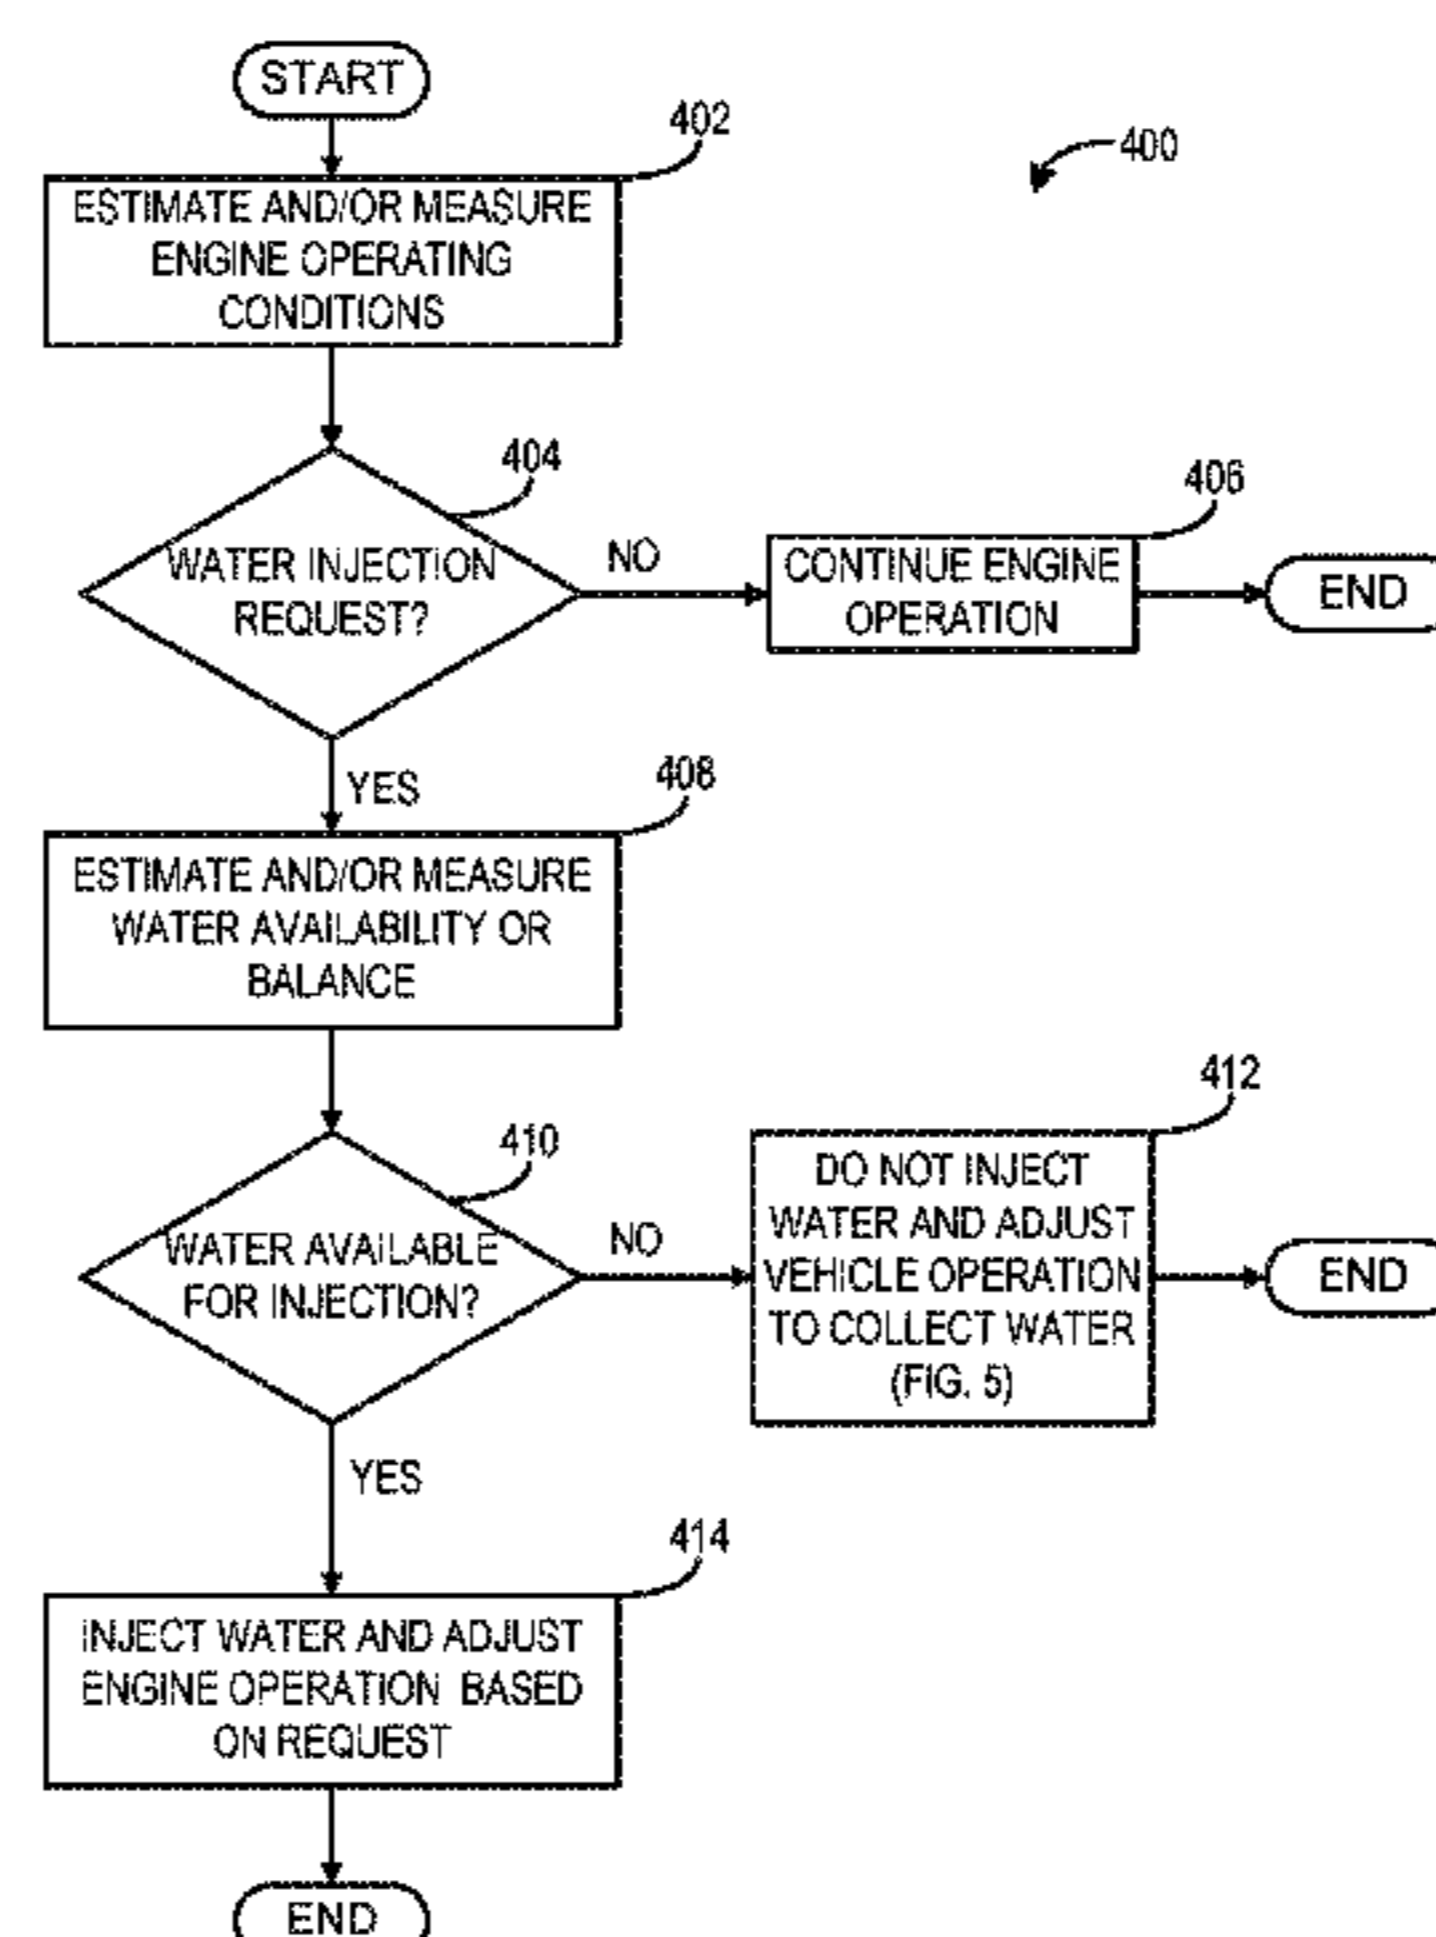 START
402
400
ESTIMATE AND/OR MEASURE
ENGINE OPERATING
CONDITIONS
404
406
WATER INJECTION
REQUEST?
NO
CONTINUE ENGINE
OPERATION
END
YES
408
ESTIMATE AND/OR MEASURE
WATER AVAILABILITY OR
BALANCE
410
412
WATER AVAILABLE
FOR INJECTION?
NO
DO NOT INJECT
WATER AND ADJUST
VEHICLE OPERATION
TO COLLECT WATER
(FIG. 5)
END
YES
414
INJECT WATER AND ADJUST
ENGINE OPERATION BASED
ON REQUEST
END